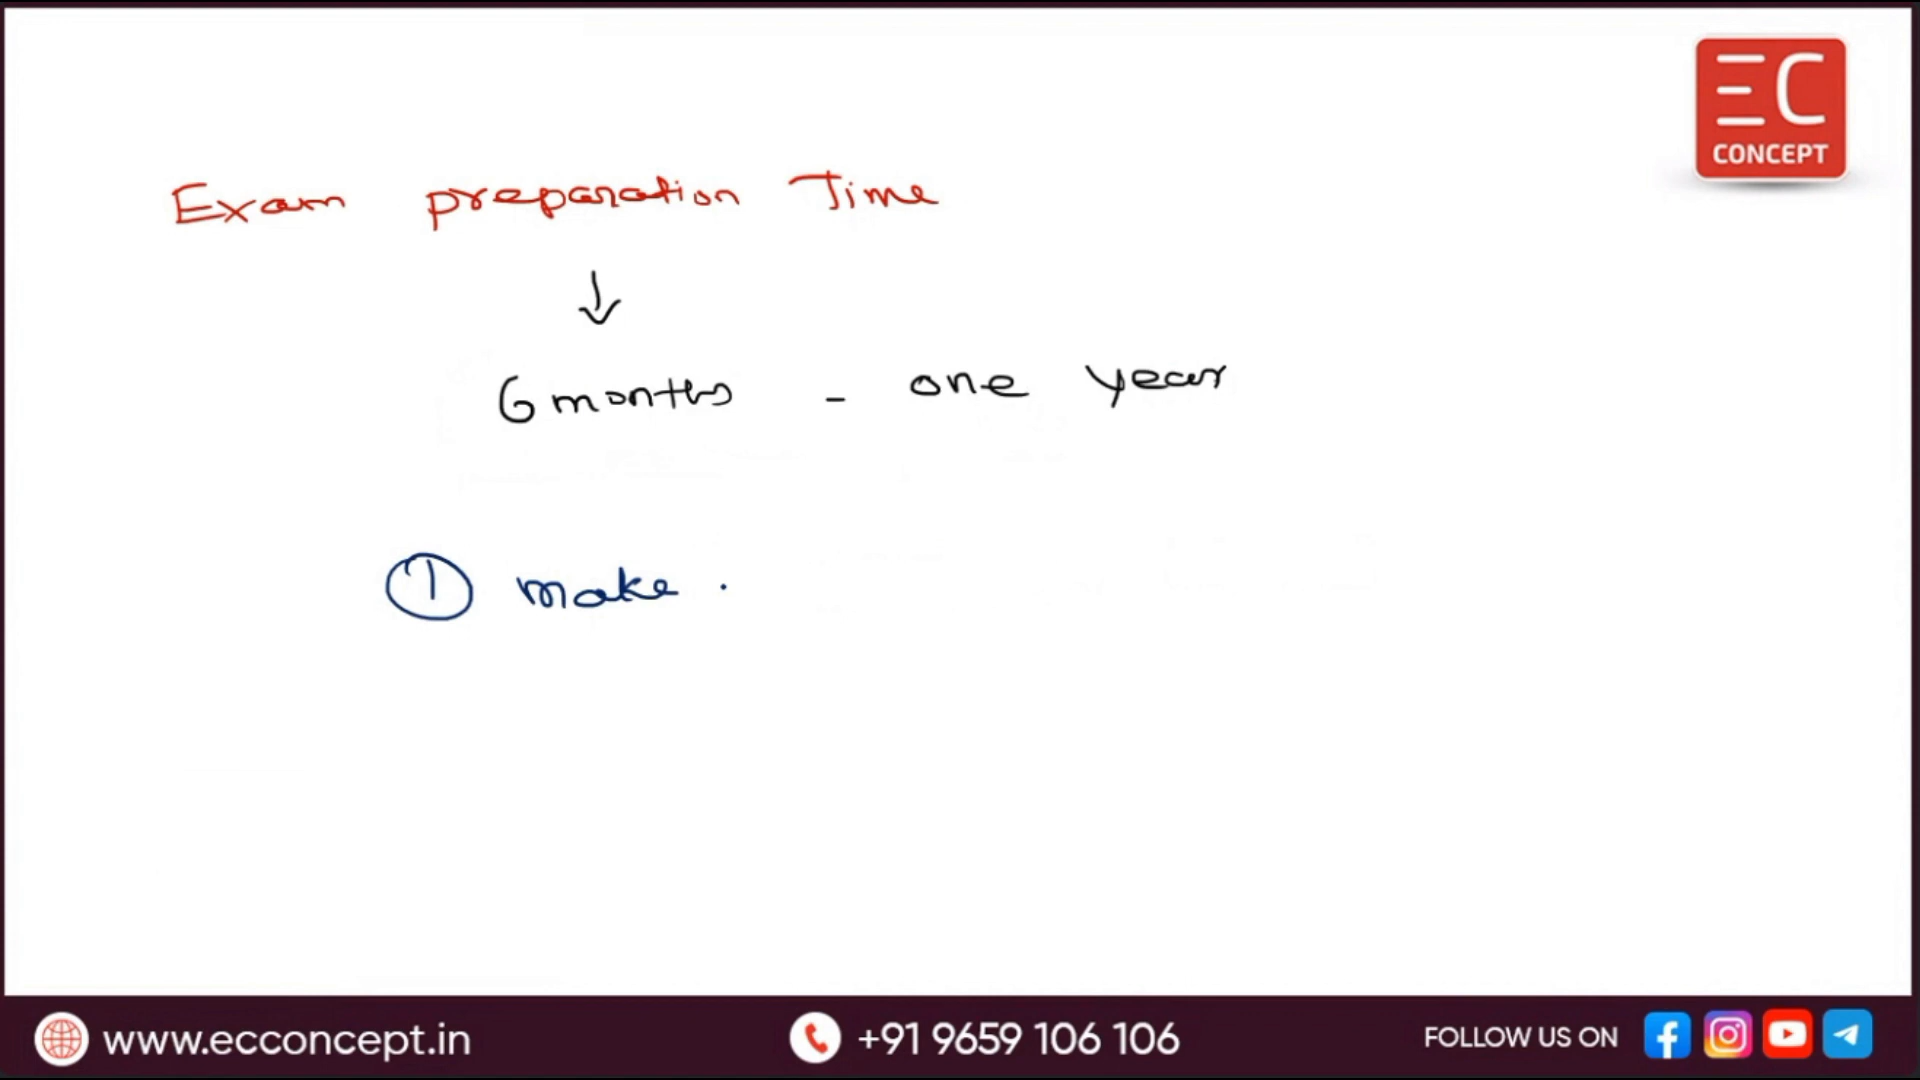 EC
CONCEPT
Exam preparation Time
↓
6 months - one year
① make .
www.ecconcept.in
+91 9659 106 106
FOLLOW US ON